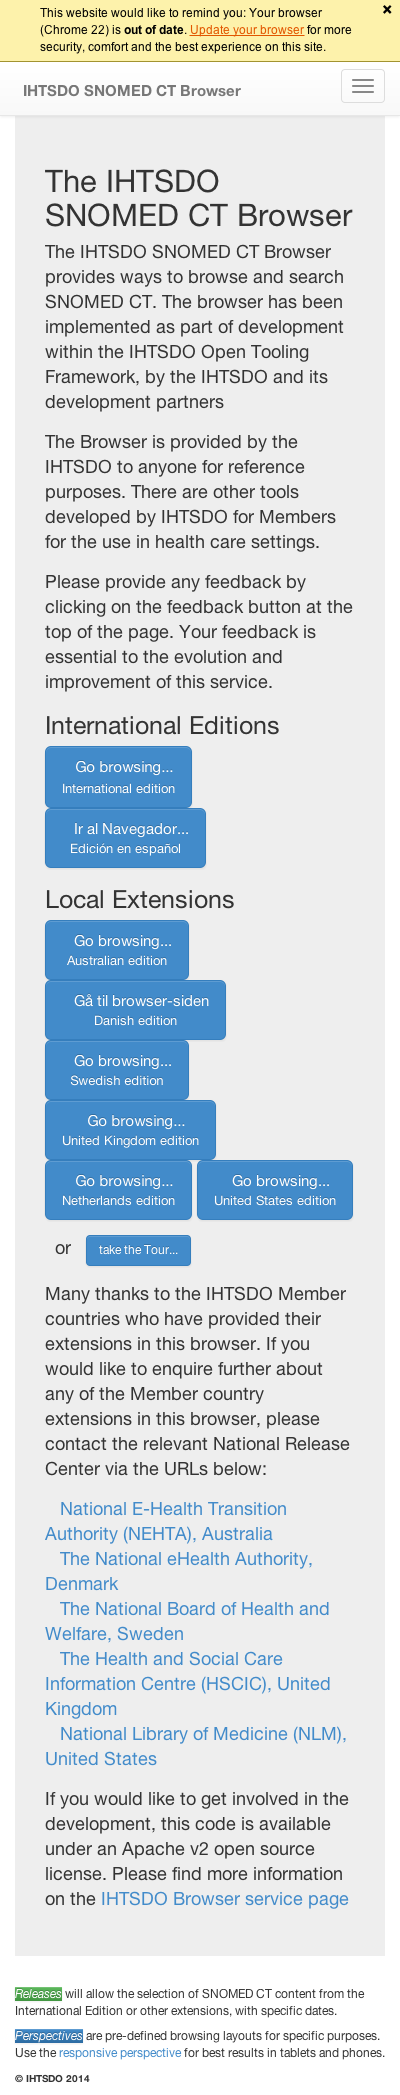 This website would like to remind you: Your browser
(Chrome 22) is out of date. Update your browser for more
security, comfort and the best experience on this site.
×
IHTSDO SNOMED CT Browser
The IHTSDO
SNOMED CT Browser
The IHTSDO SNOMED CT Browser
provides ways to browse and search
SNOMED CT. The browser has been
implemented as part of development
within the IHTSDO Open Tooling
Framework, by the IHTSDO and its
development partners
The Browser is provided by the
IHTSDO to anyone for reference
purposes. There are other tools
developed by IHTSDO for Members
for the use in health care settings.
Please provide any feedback by
clicking on the feedback button at the
top of the page. Your feedback is
essential to the evolution and
improvement of this service.
International Editions
Go browsing...
International edition
Ir al Navegador...
Edición en español
Local Extensions
Go browsing...
Australian edition
Gå til browser-siden
Danish edition
Go browsing...
Swedish edition
Go browsing...
United Kingdom edition
Go browsing...
Netherlands edition
Go browsing...
United States edition
or take the Tour...
Many thanks to the IHTSDO Member
countries who have provided their
extensions in this browser. If you
would like to enquire further about
any of the Member country
extensions in this browser, please
contact the relevant National Release
Center via the URLs below:
National E-Health Transition
Authority (NEHTA), Australia
The National eHealth Authority,
Denmark
The National Board of Health and
Welfare, Sweden
The Health and Social Care
Information Centre (HSCIC), United
Kingdom
National Library of Medicine (NLM),
United States
If you would like to get involved in the
development, this code is available
under an Apache v2 open source
license. Please find more information
on the IHTSDO Browser service page
Releases will allow the selection of SNOMED CT content from the
International Edition or other extensions, with specific dates.
Perspectives are pre-defined browsing layouts for specific purposes.
Use the responsive perspective for best results in tablets and phones.
© IHTSDO 2014